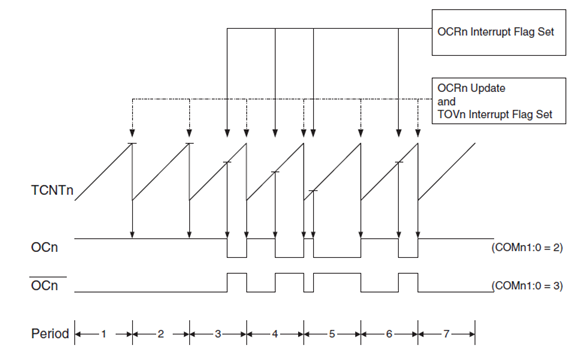 OCRn Interrupt Flag Set
OCRn Update
and
TOVn Interrupt Flag Set
TCNTn
OCn
(COMn1:0 = 2)
OCn
(COMn1:0 = 3)
Period 1 2 3 4 5 6 7